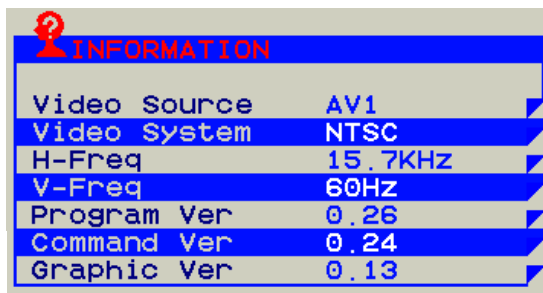 INFORMATION
Video Source AV1
Video System NTSC
H-Freq 15.7KHz
V-Freq 60Hz
Program Ver 0.26
Command Ver 0.24
Graphic Ver 0.13